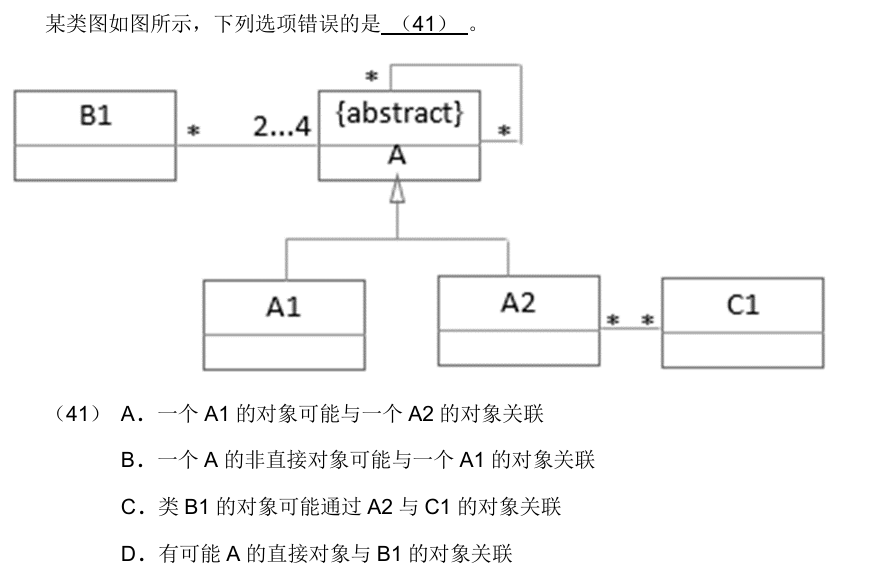 某类图如图所示，下列选项错误的是 （41） 。
*
B1
*
2...4
{abstract}
*
A
A1
A2
* *
C1
（41） A．一个 A1 的对象可能与一个 A2 的对象关联
B．一个 A 的非直接对象可能与一个 A1 的对象关联
C．类 B1 的对象可能通过 A2 与 C1 的对象关联
D．有可能 A 的直接对象与 B1 的对象关联